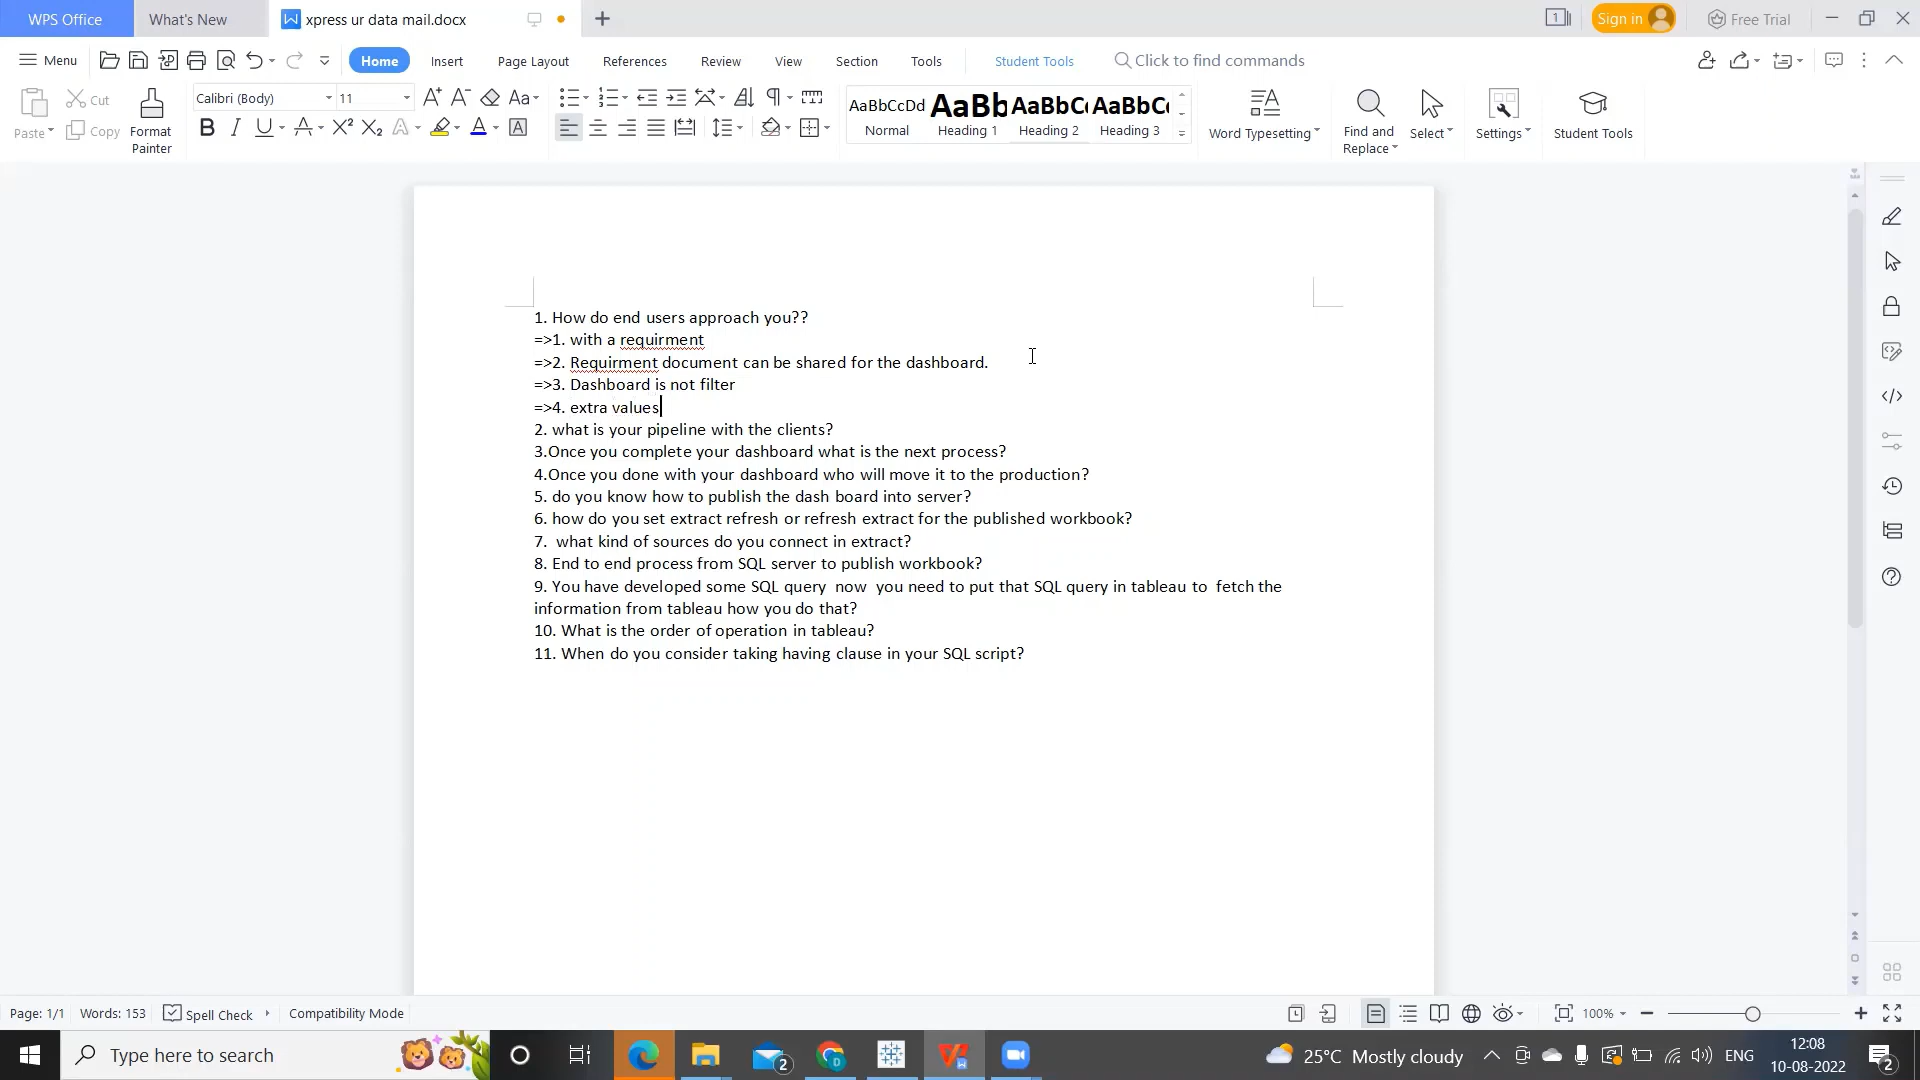 WPS Office
What's New
xpress ur data mail.docx
1
Sign in
Free Trial
Menu
Home
Insert
Page Layout
References
Review
View
Section
Tools
Student Tools
Click to find commands
Paste
Cut
Copy
Format Painter
Calibri (Body)
11
AaBbCcDd
Normal
AaBb
Heading 1
AaBbC
Heading 2
AaBbC
Heading 3
Word Typesetting
Find and Replace
Select
Settings
Student Tools
1. How do end users approach you??
=>1. with a requirment
=>2. Requirment document can be shared for the dashboard.
=>3. Dashboard is not filter
=>4. extra values
2. what is your pipeline with the clients?
3.Once you complete your dashboard what is the next process?
4.Once you done with your dashboard who will move it to the production?
5. do you know how to publish the dash board into server?
6. how do you set extract refresh or refresh extract for the published workbook?
7.  what kind of sources do you connect in extract?
8. End to end process from SQL server to publish workbook?
9. You have developed some SQL query  now  you need to put that SQL query in tableau to  fetch the
information from tableau how you do that?
10. What is the order of operation in tableau?
11. When do you consider taking having clause in your SQL script?
Page: 1/1
Words: 153
Spell Check
Compatibility Mode
100%
Type here to search
2
25°C Mostly cloudy
ENG
12:08
10-08-2022
2